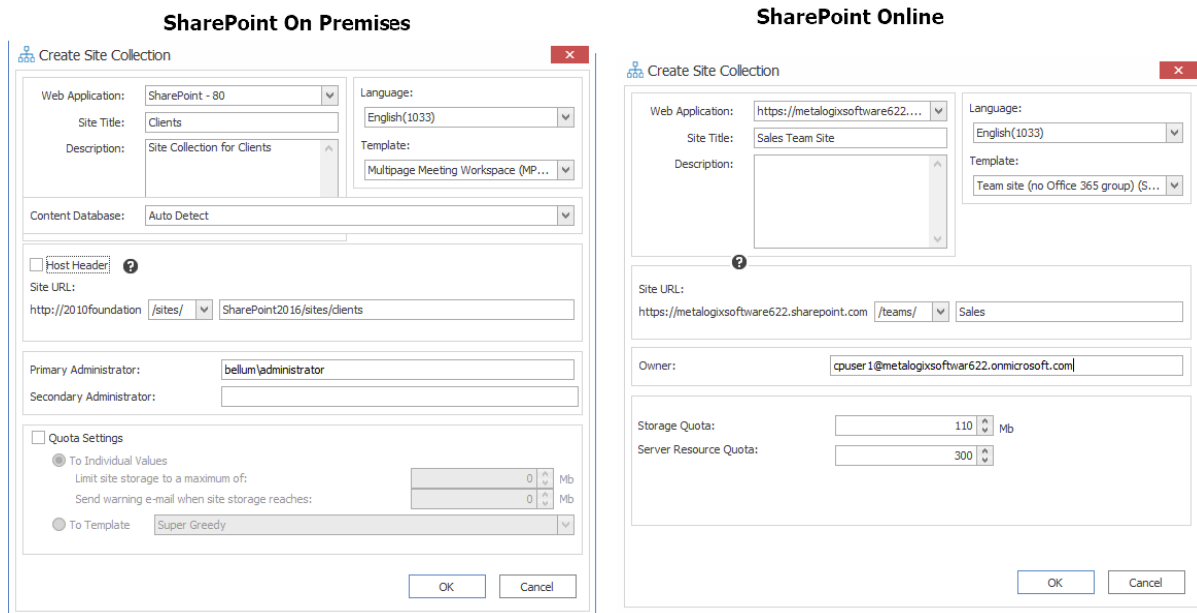 SharePoint On Premises
Create Site Collection
Web Application:
SharePoint - 80
Site Title:
Clients
Description:
Site Collection for Clients
Language:
English(1033)
Template:
Multipage Meeting Workspace (MP...
Content Database:
Auto Detect
Host Header
?
Site URL:
http://2010foundation /sites/ SharePoint2016/sites/clients
Primary Administrator:
bellum\administrator
Secondary Administrator:
Quota Settings
To Individual Values
Limit site storage to a maximum of:
0 Mb
Send warning e-mail when site storage reaches:
0 Mb
To Template
Super Greedy
OK
Cancel
SharePoint Online
Create Site Collection
Web Application:
https://metalogixsoftware622....
Site Title:
Sales Team Site
Description:
Language:
English(1033)
Template:
Team site (no Office 365 group) (S...
?
Site URL:
https://metalogixsoftware622.sharepoint.com /teams/ Sales
Owner:
cpuser1@metalogixsoftwar622.onmicrosoft.com
Storage Quota:
110 Mb
Server Resource Quota:
300
OK
Cancel